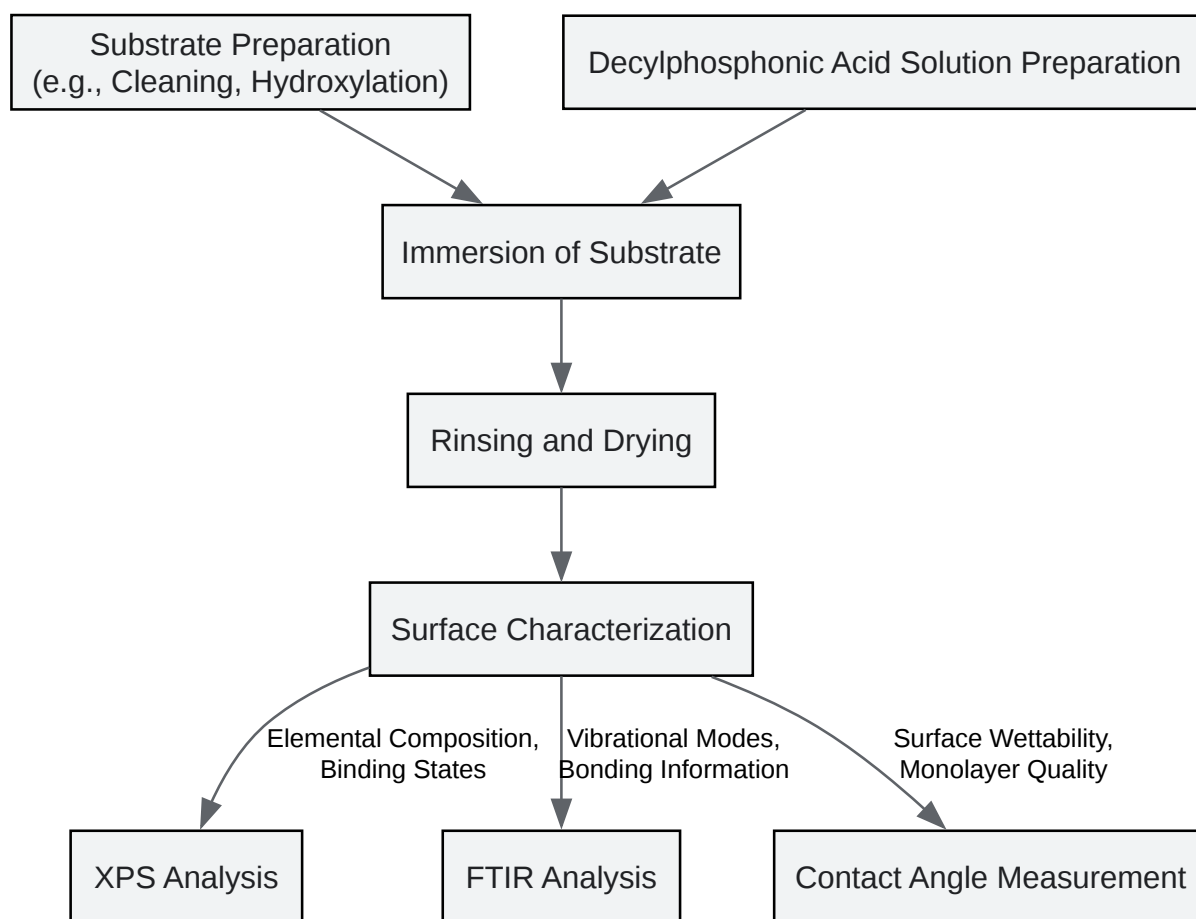 Substrate Preparation
(e.g., Cleaning, Hydroxylation)
Decylphosphonic Acid Solution Preparation
Immersion of Substrate
Rinsing and Drying
Surface Characterization
Elemental Composition,
Binding States
Vibrational Modes,
Bonding Information
Surface Wettability,
Monolayer Quality
XPS Analysis
FTIR Analysis
Contact Angle Measurement